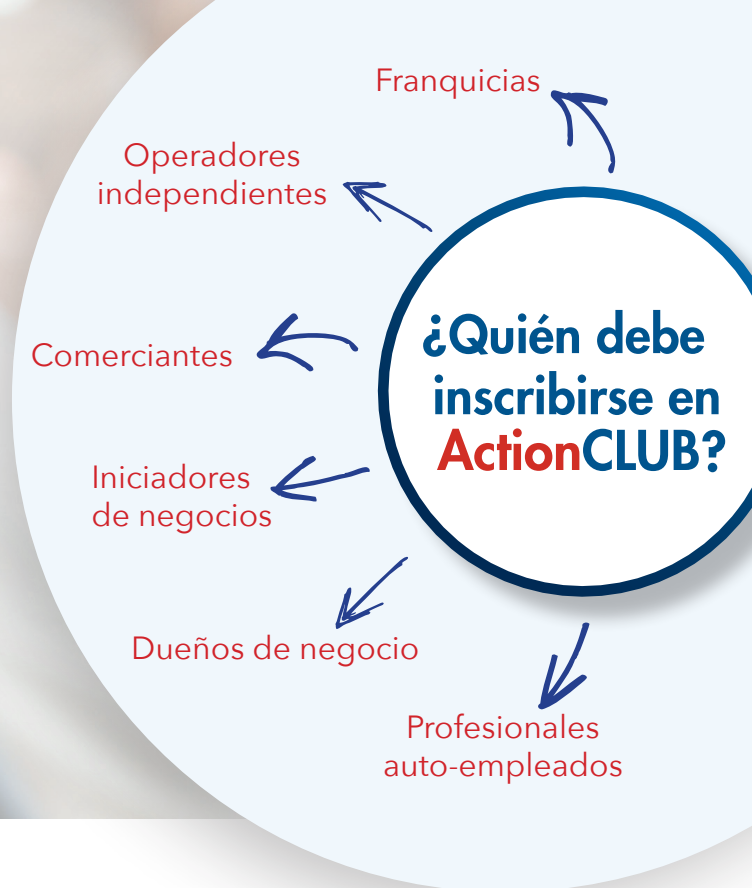 Franquicias
Operadores
independientes
¿Quién debe
inscribirse en
ActionCLUB?
Comerciantes
Iniciadores
de negocios
Dueños de negocio
Profesionales
auto-empleados